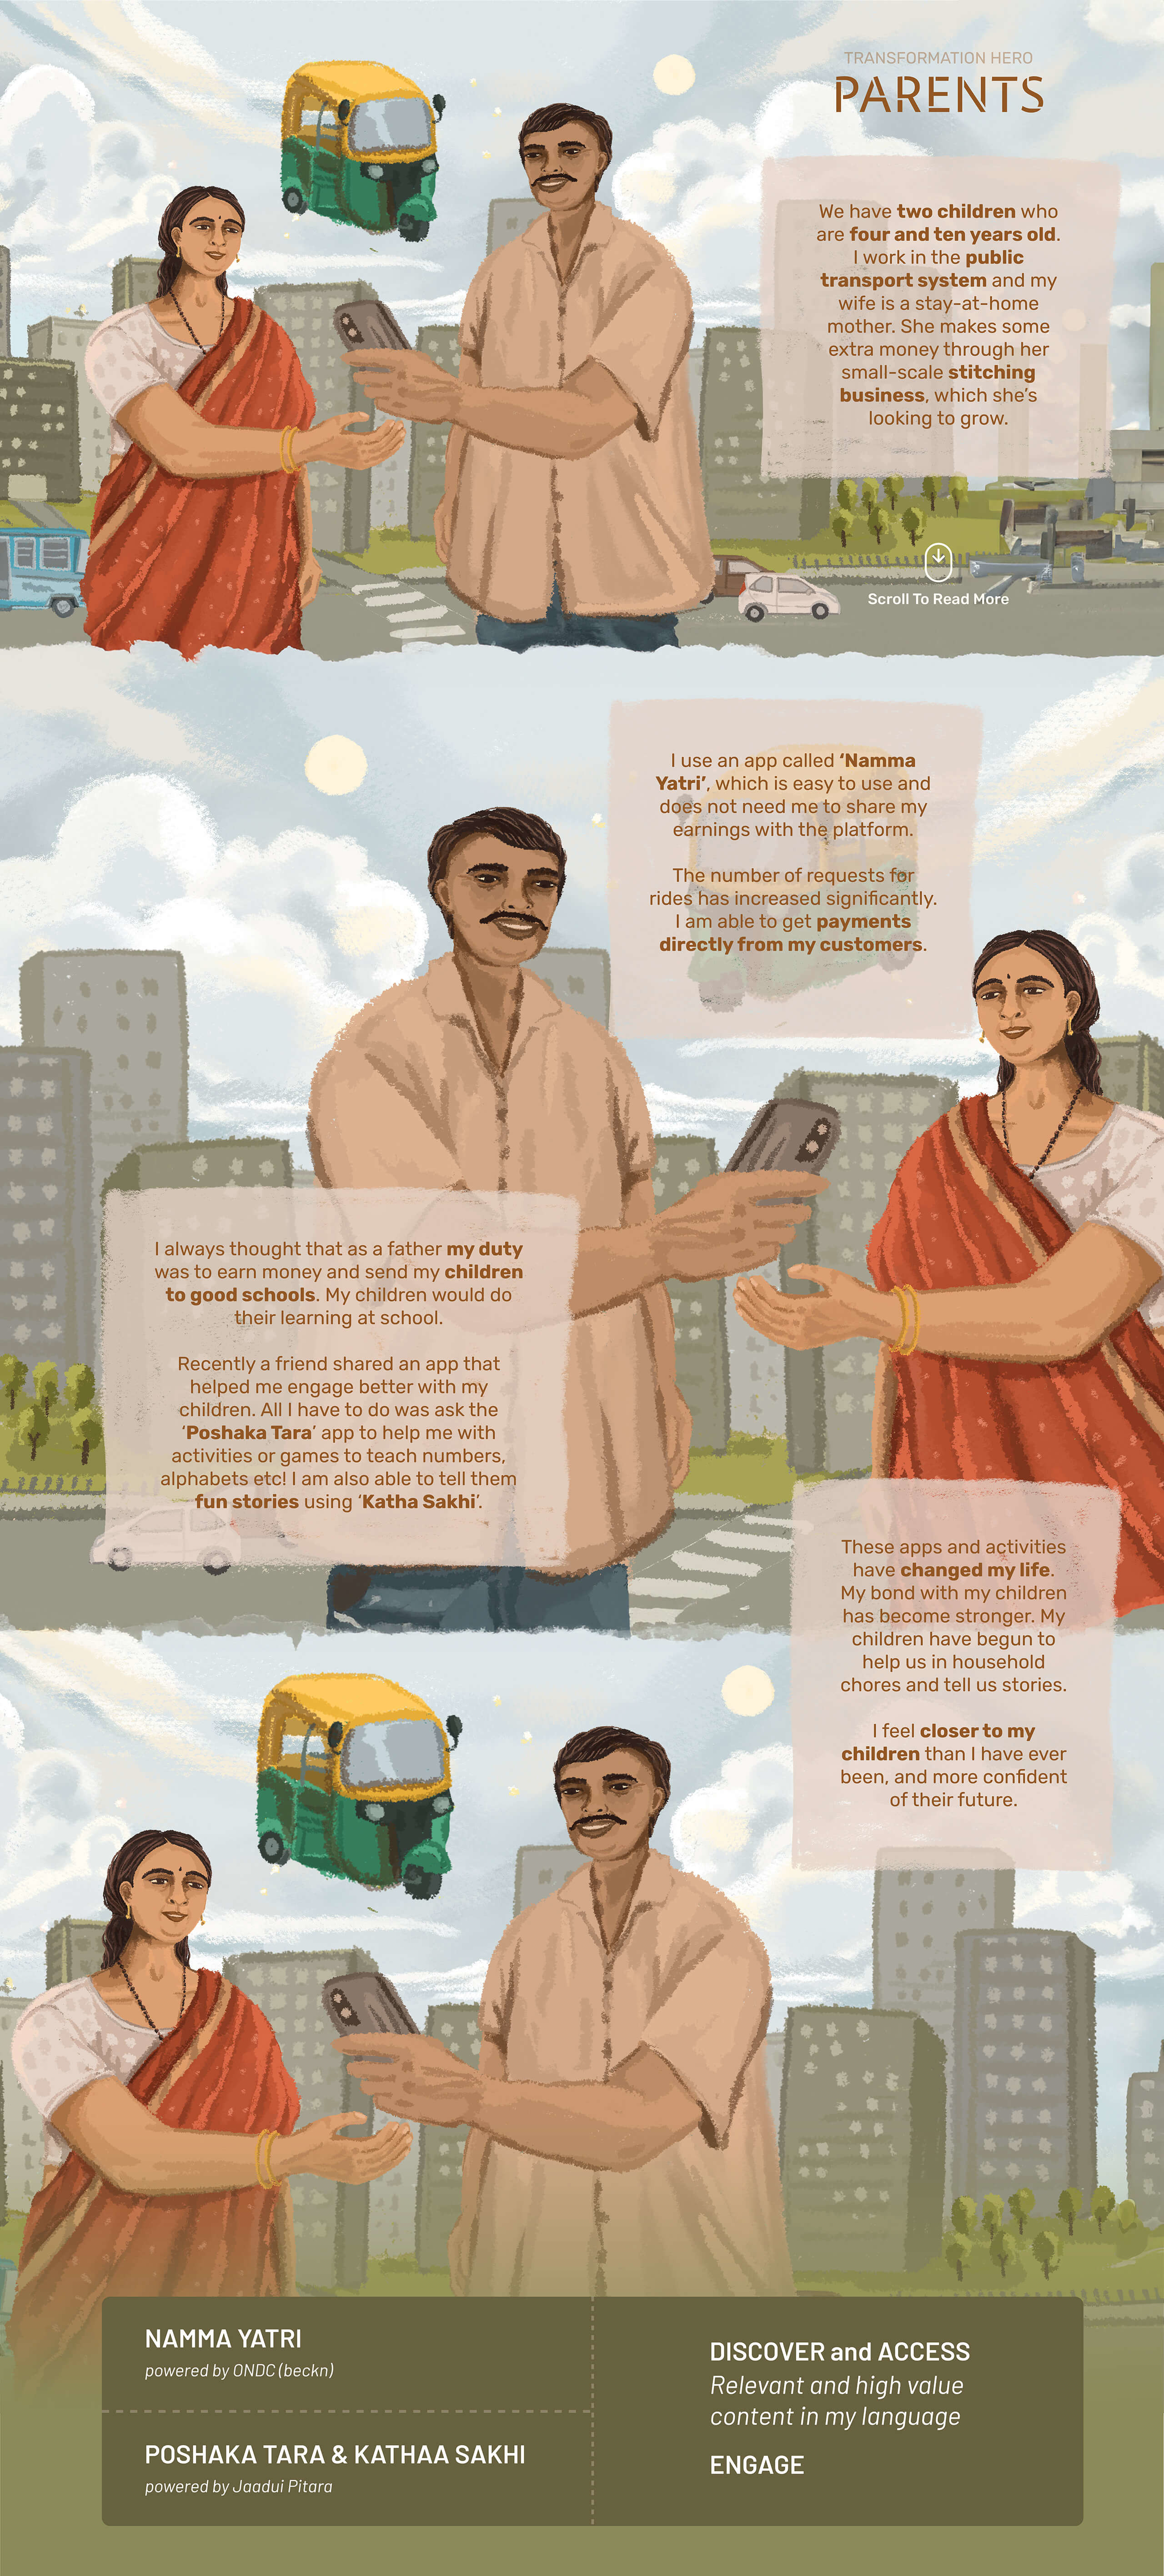 TRANSFORMATION HERO
PARENTS
We have two children who
are four and ten years old.
I work in the public
transport system and my
wife is a stay-at-home
mother. She makes some
extra money through her
small-scale stitching
business, which she's
looking to grow.
Scroll To Read More
I use an app called ‘Namma
Yatri’, which is easy to use and
does not need me to share my
earnings with the platform.
The number of requests for
rides has increased significantly.
I am able to get payments
directly from my customers.
I always thought that as a father my duty
was to earn money and send my children
to good schools. My children would do
their learning at school.
Recently a friend shared an app that
helped me engage better with my
children. All I have to do was ask the
‘Poshaka Tara’ app to help me with
activities or games to teach numbers,
alphabets etc! I am also able to tell them
fun stories using ‘Katha Sakhi’.
These apps and activities
have changed my life.
My bond with my children
has become stronger. My
children have begun to
help us in household
chores and tell us stories.
I feel closer to my
children than I have ever
been, and more confident
of their future.
NAMMA YATRI
powered by ONDC (beckn)
POSHAKA TARA & KATHAA SAKHI
powered by Jaadui Pitara
DISCOVER and ACCESS
Relevant and high value
content in my language
ENGAGE